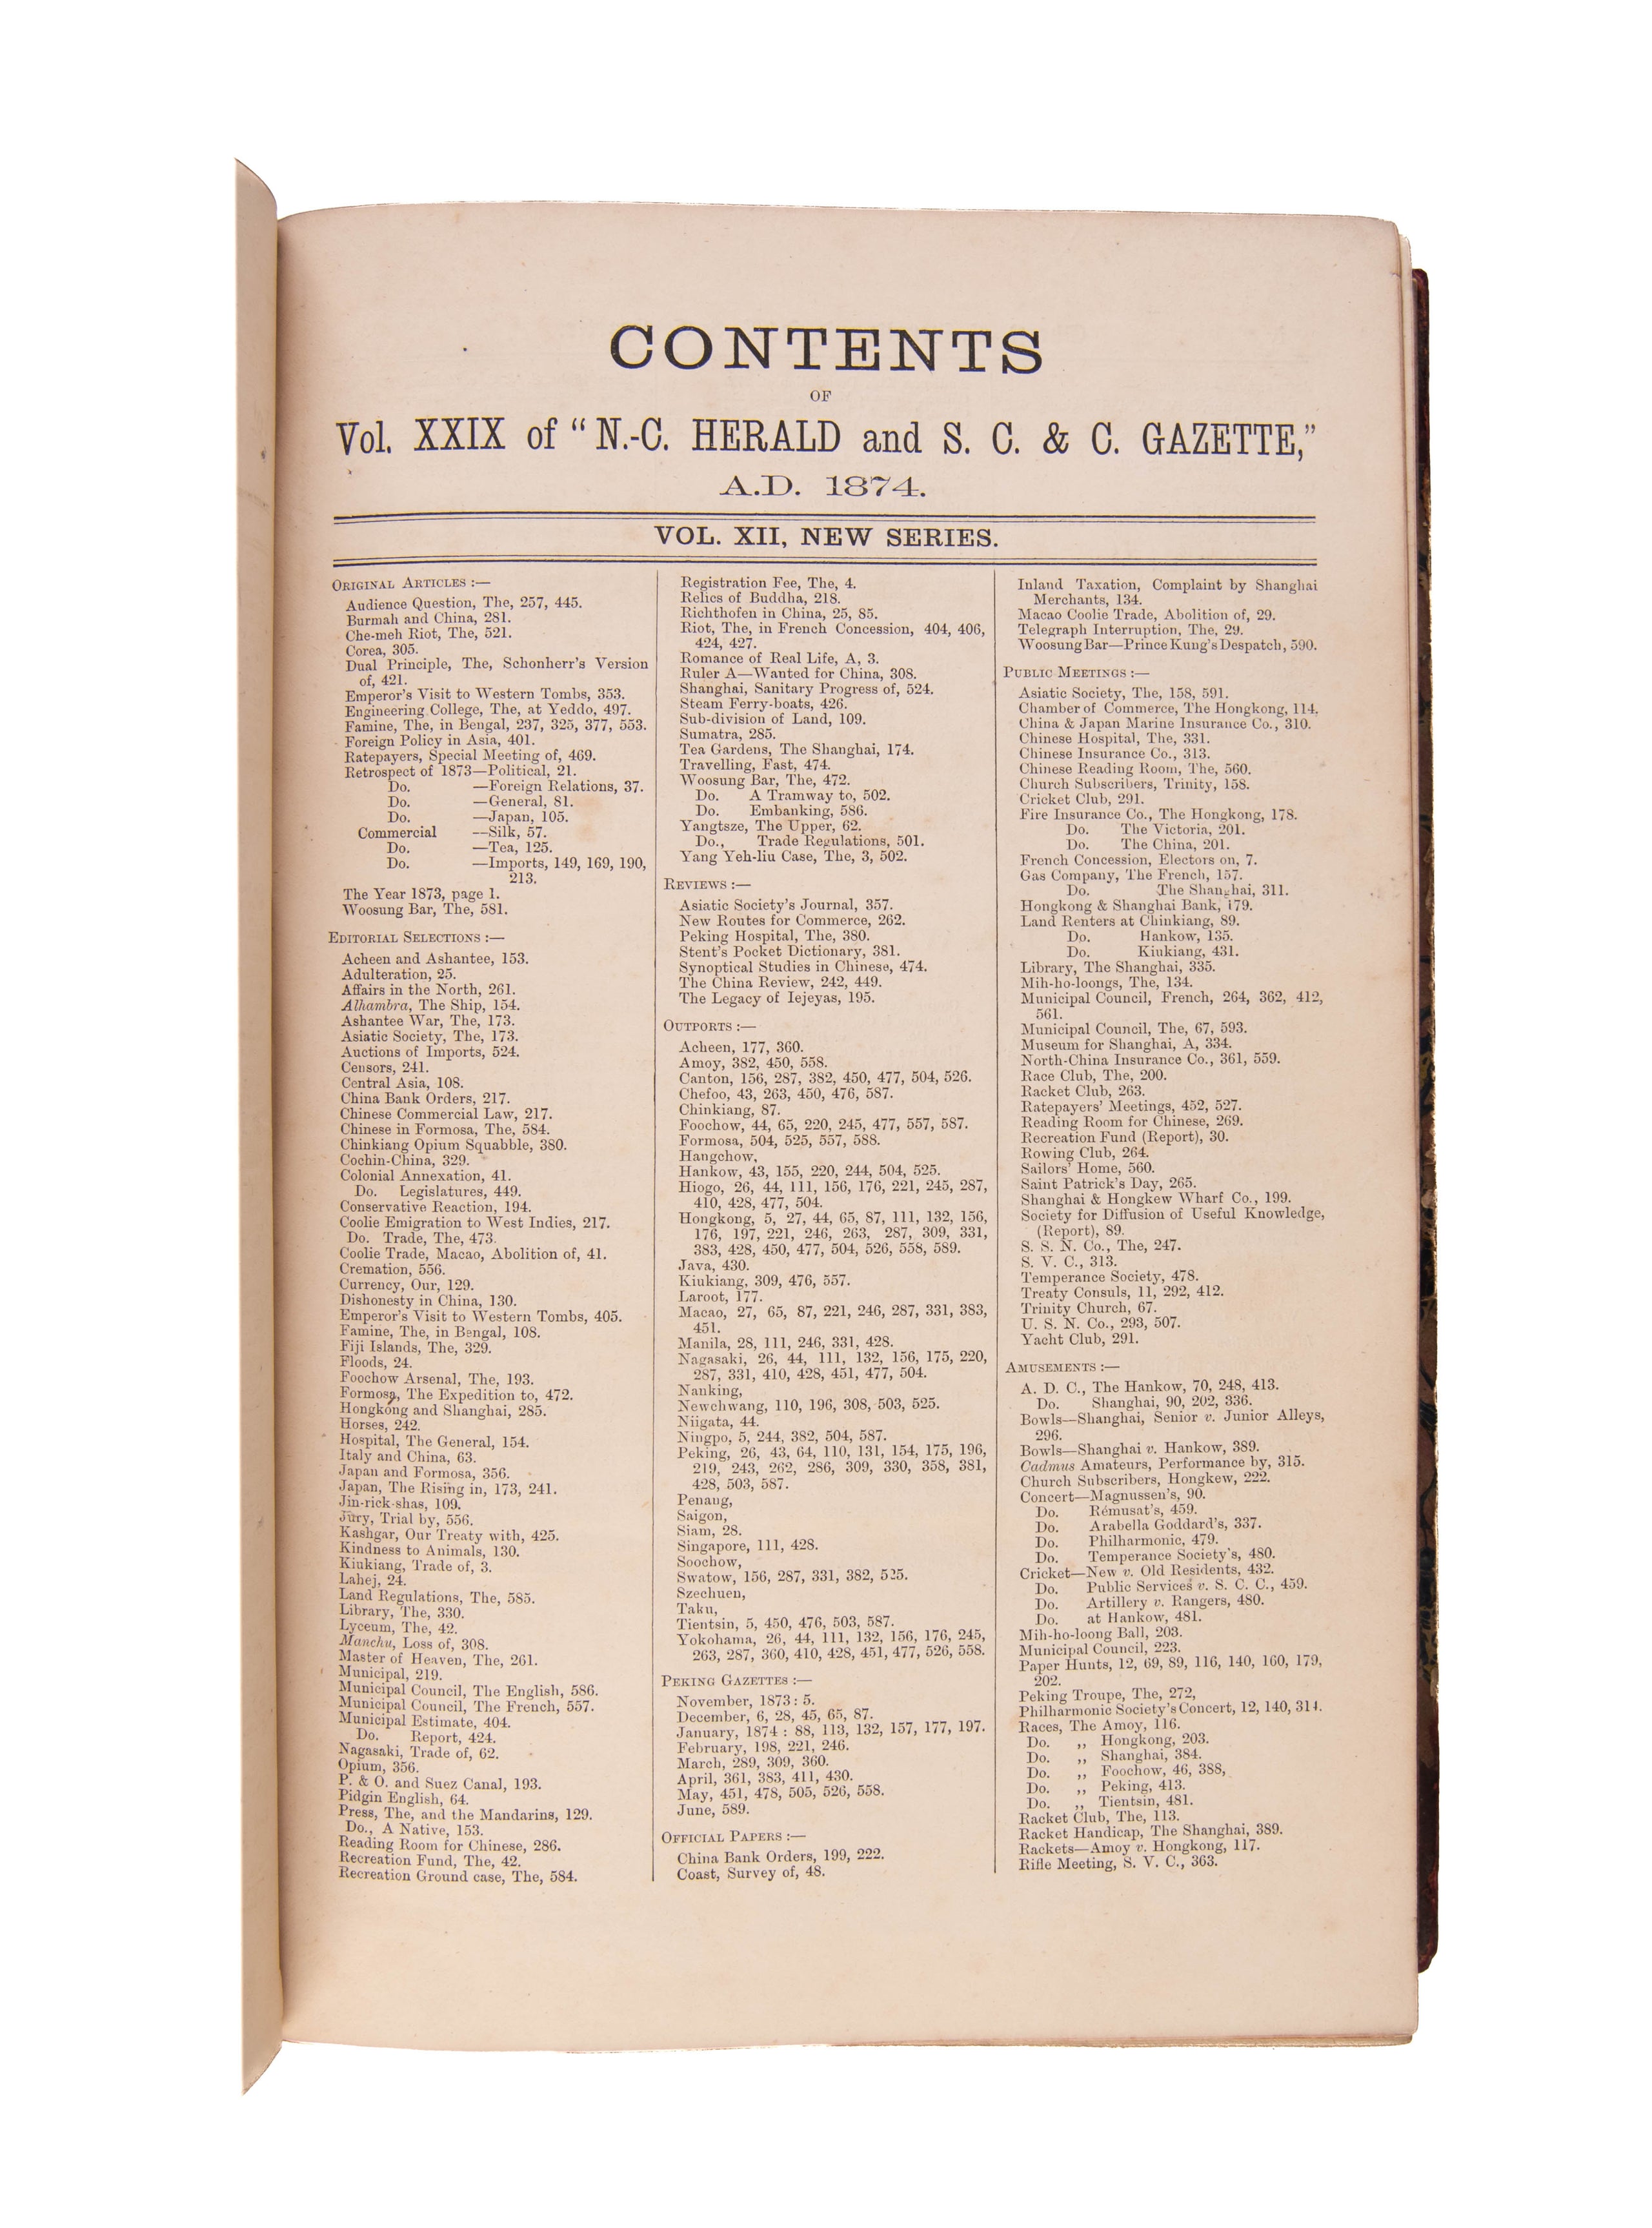 CONTENTS
OF
Vol. XXIX of “N.-C. HERALD and S. C. & C. GAZETTE,”
A.D. 1874.
VOL. XII, NEW SERIES.
ORIGINAL ARTICLES :—
Audience Question, The, 257, 445.
Burmah and China, 281.
Che-meh Riot, The, 521.
Corea, 305.
Dual Principle, The, Schonherr's Version
of, 421.
Emperor's Visit to Western Tombs, 353.
Engineering College, The, at Yeddo, 497.
Famine, The, in Bengal, 237, 325, 377, 553.
Foreign Policy in Asia, 401.
Ratepayers, Special Meeting of, 469.
Retrospect of 1873—Political, 21.
Do. —Foreign Relations, 37.
Do. —General, 81.
Do. —Japan, 105.
Commercial —Silk, 57.
Do. —Tea, 125.
Do. —Imports, 149, 169, 190,
213.
The Year 1873, page 1.
Woosung Bar, The, 581.
EDITORIAL SELECTIONS :—
Acheen and Ashantee, 153.
Adulteration, 25.
Affairs in the North, 261.
Alhambra, The Ship, 154.
Ashantee War, The, 173.
Asiatic Society, The, 173.
Auctions of Imports, 524.
Censors, 241.
Central Asia, 108.
China Bank Orders, 217.
Chinese Commercial Law, 217.
Chinese in Formosa, The, 584.
Chinkiang Opium Squabble, 380.
Cochin-China, 329.
Colonial Annexation, 41.
Do. Legislatures, 449.
Conservative Reaction, 194.
Coolie Emigration to West Indies, 217.
Do. Trade, The, 473.
Coolie Trade, Macao, Abolition of, 41.
Cremation, 556.
Currency, Our, 129.
Dishonesty in China, 130.
Emperor's Visit to Western Tombs, 405.
Famine, The, in Bengal, 108.
Fiji Islands, The, 329.
Floods, 24.
Foochow Arsenal, The, 193.
Formosa, The Expedition to, 472.
Hongkong and Shanghai, 285.
Horses, 242.
Hospital, The General, 154.
Italy and China, 63.
Japan and Formosa, 356.
Japan, The Rising in, 173, 241.
Jin-rick-shas, 109.
Jury, Trial by, 556.
Kashgar, Our Treaty with, 425.
Kindness to Animals, 130.
Kiukiang, Trade of, 3.
Lahej, 24.
Land Regulations, The, 585.
Library, The, 330.
Lyceum, The, 42.
Manchu, Loss of, 308.
Master of Heaven, The, 261.
Municipal, 219.
Municipal Council, The English, 586.
Municipal Council, The French, 557.
Municipal Estimate, 404.
Do. Report, 424.
Nagasaki, Trade of, 62.
Opium, 356.
P. & O. and Suez Canal, 193.
Pidgin English, 64.
Press, The, and the Mandarins, 129.
Do., A Native, 153.
Reading Room for Chinese, 286.
Recreation Fund, The, 42.
Recreation Ground case, The, 584.
Registration Fee, The, 4.
Relics of Buddha, 218.
Richthofen in China, 25, 85.
Riot, The, in French Concession, 404, 406,
424, 427.
Romance of Real Life, A, 3.
Ruler A—Wanted for China, 308.
Shanghai, Sanitary Progress of, 524.
Steam Ferry-boats, 426.
Sub-division of Land, 109.
Sumatra, 285.
Tea Gardens, The Shanghai, 174.
Travelling, Fast, 474.
Woosung Bar, The, 472.
Do. A Tramway to, 502.
Do. Embanking, 586.
Yangtsze, The Upper, 62.
Do., Trade Regulations, 501.
Yang Yeh-liu Case, The, 3, 502.
REVIEWS :—
Asiatic Society's Journal, 357.
New Routes for Commerce, 262.
Peking Hospital, The, 380.
Stent's Pocket Dictionary, 381.
Synoptical Studies in Chinese, 474.
The China Review, 242, 449.
The Legacy of Iejeyas, 195.
OUTPORTS :—
Acheen, 177, 360.
Amoy, 382, 450, 558.
Canton, 156, 287, 382, 450, 477, 504, 526.
Chefoo, 43, 263, 450, 476, 587.
Chinkiang, 87.
Foochow, 44, 65, 220, 245, 477, 557, 587.
Formosa, 504, 525, 557, 588.
Hangchow,
Hankow, 43, 155, 220, 244, 504, 525.
Hiogo, 26, 44, 111, 156, 176, 221, 245, 287,
410, 428, 477, 504.
Hongkong, 5, 27, 44, 65, 87, 111, 132, 156,
176, 197, 221, 246, 263, 287, 309, 331,
383, 428, 450, 477, 504, 526, 558, 589.
Java, 430.
Kiukiang, 309, 476, 557.
Laroot, 177.
Macao, 27, 65, 87, 221, 246, 287, 331, 383,
451.
Manila, 28, 111, 246, 331, 428.
Nagasaki, 26, 44, 111, 132, 156, 175, 220,
287, 331, 410, 428, 451, 477, 504.
Nanking,
Newchwang, 110, 196, 308, 503, 525.
Niigata, 44.
Ningpo, 5, 244, 382, 504, 587.
Peking, 26, 43, 64, 110, 131, 154, 175, 196,
219, 243, 262, 286, 309, 330, 358, 381,
428, 503, 587.
Penang,
Saigon,
Siam, 28.
Singapore, 111, 428.
Soochow,
Swatow, 156, 287, 331, 382, 525.
Szechuen,
Taku,
Tientsin, 5, 450, 476, 503, 587.
Yokohama, 26, 44, 111, 132, 156, 176, 245,
263, 287, 360, 410, 428, 451, 477, 526, 558.
PEKING GAZETTES :—
November, 1873 : 5.
December, 6, 28, 45, 65, 87.
January, 1874 : 88, 113, 132, 157, 177, 197.
February, 198, 221, 246.
March, 289, 309, 360.
April, 361, 383, 411, 430.
May, 451, 478, 505, 526, 558.
June, 589.
OFFICIAL PAPERS :—
China Bank Orders, 199, 222.
Coast, Survey of, 48.
Inland Taxation, Complaint by Shanghai
Merchants, 134.
Macao Coolie Trade, Abolition of, 29.
Telegraph Interruption, The, 29.
Woosung Bar—Prince Kung's Despatch, 590.
PUBLIC MEETINGS :—
Asiatic Society, The, 158, 591.
Chamber of Commerce, The Hongkong, 114.
China & Japan Marine Insurance Co., 310.
Chinese Hospital, The, 331.
Chinese Insurance Co., 313.
Chinese Reading Room, The, 560.
Church Subscribers, Trinity, 158.
Cricket Club, 291.
Fire Insurance Co., The Hongkong, 178.
Do. The Victoria, 201.
Do. The China, 201.
French Concession, Electors on, 7.
Gas Company, The French, 157.
Do. The Shanghai, 311.
Hongkong & Shanghai Bank, 179.
Land Renters at Chinkiang, 89.
Do. Hankow, 135.
Do. Kiukiang, 431.
Library, The Shanghai, 335.
Mih-ho-loongs, The, 134.
Municipal Council, French, 264, 362, 412,
561.
Municipal Council, The, 67, 593.
Museum for Shanghai, A, 334.
North-China Insurance Co., 361, 559.
Race Club, The, 200.
Racket Club, 263.
Ratepayers' Meetings, 452, 527.
Reading Room for Chinese, 269.
Recreation Fund (Report), 30.
Rowing Club, 264.
Sailors' Home, 560.
Saint Patrick's Day, 265.
Shanghai & Hongkew Wharf Co., 199.
Society for Diffusion of Useful Knowledge,
(Report), 89.
S. S. N. Co., The, 247.
S. V. C., 313.
Temperance Society, 478.
Treaty Consuls, 11, 292, 412.
Trinity Church, 67.
U. S. N. Co., 293, 507.
Yacht Club, 291.
AMUSEMENTS :—
A. D. C., The Hankow, 70, 248, 413.
Do. Shanghai, 90, 202, 336.
Bowls—Shanghai, Senior v. Junior Alleys,
296.
Bowls—Shanghai v. Hankow, 389.
Cadmus Amateurs, Performance by, 315.
Church Subscribers, Hongkew, 222.
Concert—Magnussen's, 90.
Do. Rémusat's, 459.
Do. Arabella Goddard's, 337.
Do. Philharmonic, 479.
Do. Temperance Society's, 480.
Cricket—New v. Old Residents, 432.
Do. Public Services v. S. C. C., 459.
Do. Artillery v. Rangers, 480.
Do. at Hankow, 481.
Mih-ho-loong Ball, 203.
Municipal Council, 223.
Paper Hunts, 12, 69, 89, 116, 140, 160, 179,
202.
Peking Troupe, The, 272,
Philharmonic Society's Concert, 12, 140, 314.
Races, The Amoy, 116.
Do. ,, Hongkong, 203.
Do. ,, Shanghai, 384.
Do. ,, Foochow, 46, 388,
Do. ,, Peking, 413.
Do. ,, Tientsin, 481.
Racket Club, The, 113.
Racket Handicap, The Shanghai, 389.
Rackets—Amoy v. Hongkong, 117.
Rifle Meeting, S. V. C., 363.